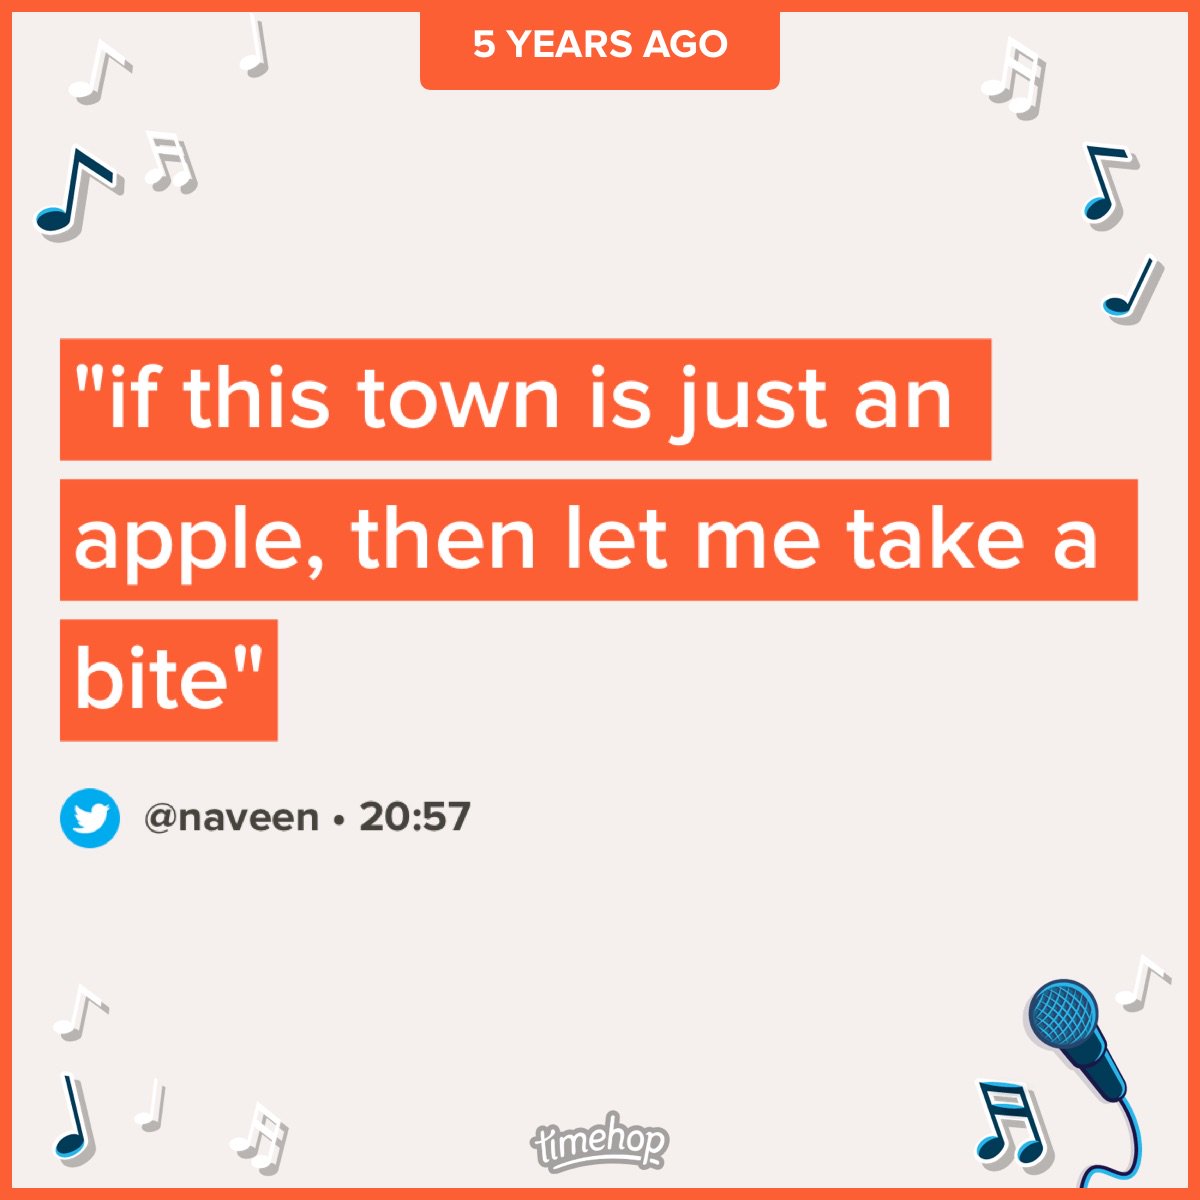 5 YEARS AGO
"if this town is just an
apple, then let me take a
bite"
@naveen • 20:57
timehop